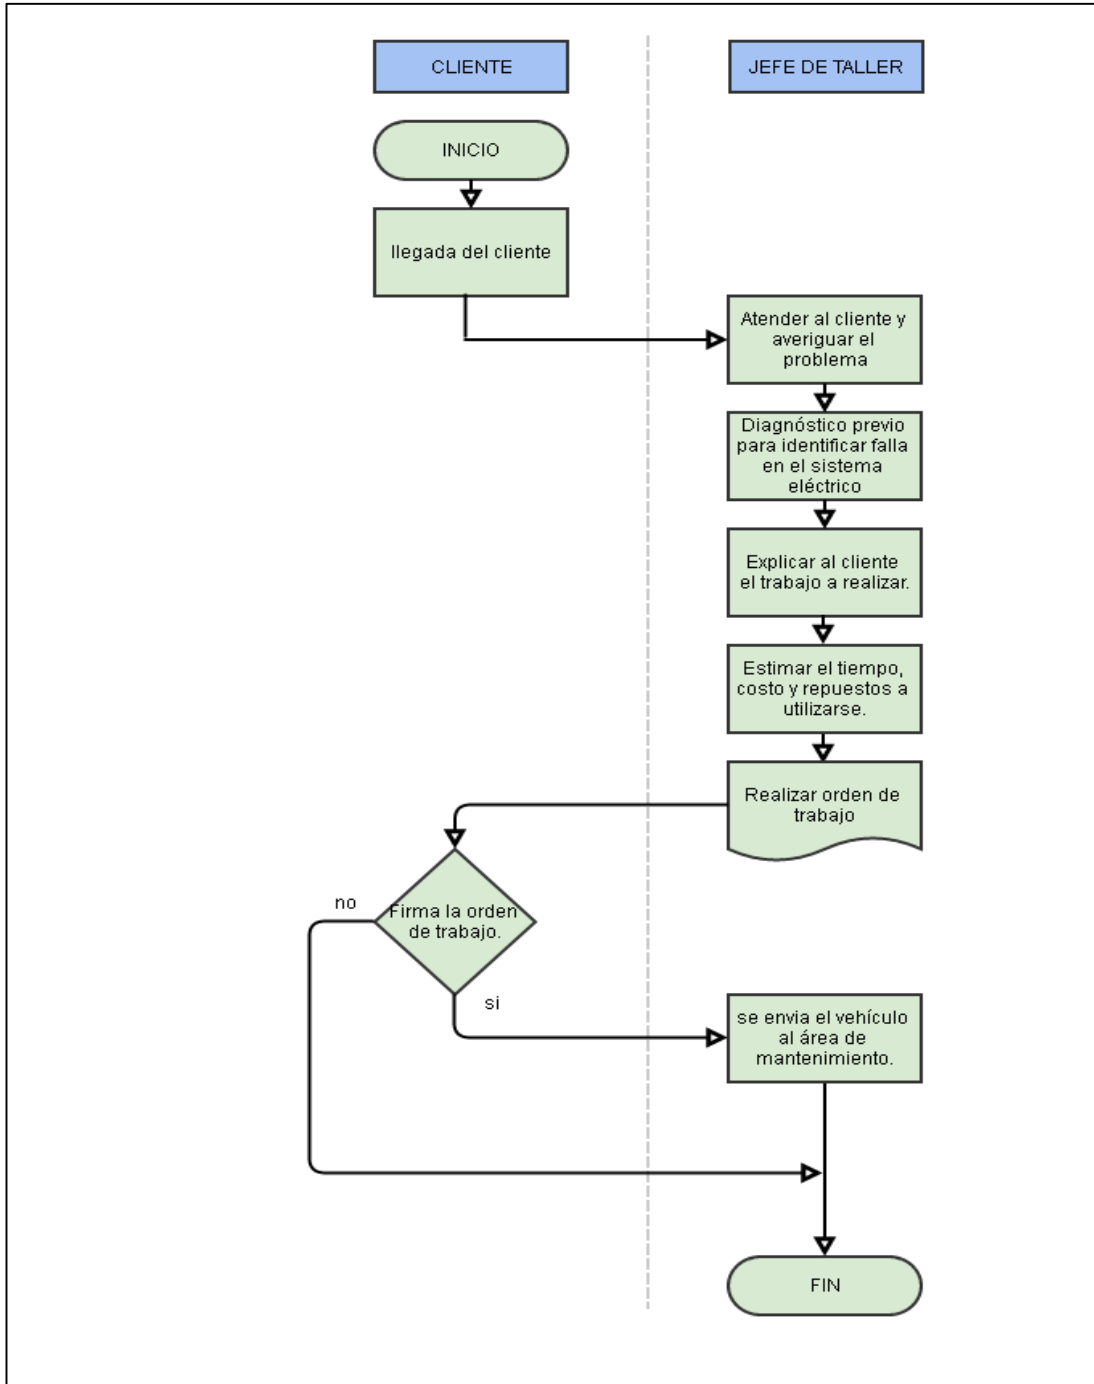 CLIENTE
JEFE DE TALLER
INICIO
llegada del cliente
Atender al cliente y
averiguar el
problema
Diagnóstico previo
para identificar falla
en el sistema
eléctrico
Explicar al cliente
el trabajo a realizar.
Estimar el tiempo,
costo y repuestos a
utilizarse.
Realizar orden de
trabajo
no
Firma la orden
de trabajo.
si
se envia el vehículo
al área de
mantenimiento.
FIN